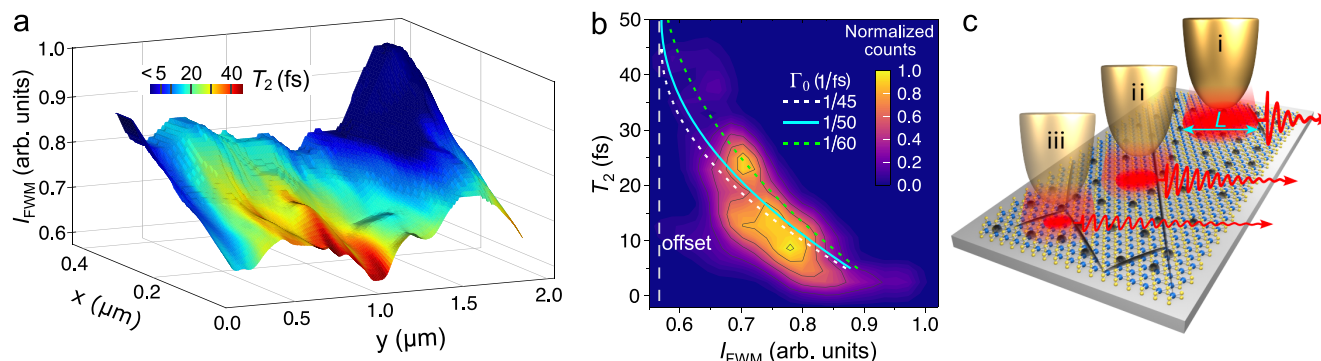 a
1.0
0.9
0.8
0.7
0.6
I_FWM (arb. units)
<5 20 40 T₂ (fs)
0.4
0.2
0.0
0.5
1.0
1.5
2.0
x (μm)
y (μm)
b
50
40
30
20
10
0
T₂ (fs)
Normalized
counts
1.0
0.8
0.6
0.4
0.2
0.0
Γ₀ (1/fs)
1/45
1/50
1/60
offset
0.6 0.7 0.8 0.9 1.0
I_FWM (arb. units)
c
i
ii
iii
L